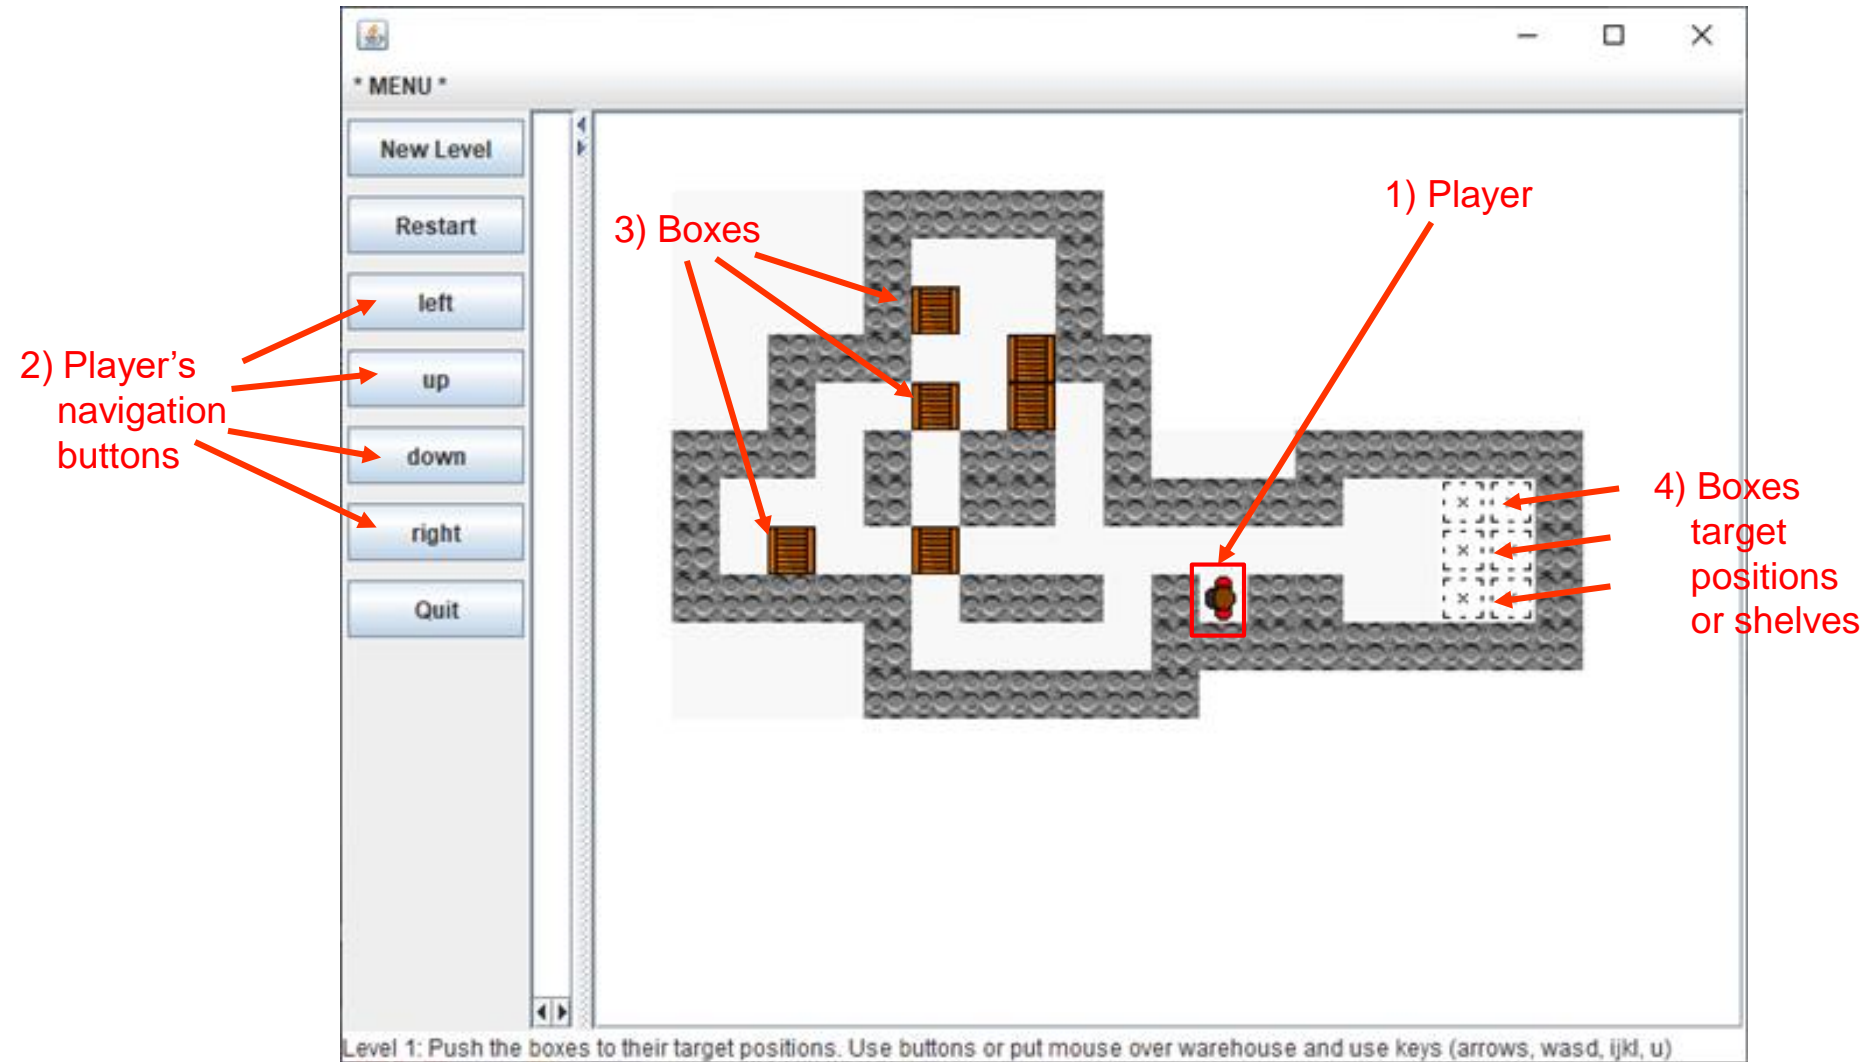 * MENU *
New Level
Restart
left
up
down
right
Quit
1) Player
2) Player's
navigation
buttons
3) Boxes
4) Boxes
target
positions
or shelves
Level 1: Push the boxes to their target positions. Use buttons or put mouse over warehouse and use keys (arrows, wasd, ijkl, u)